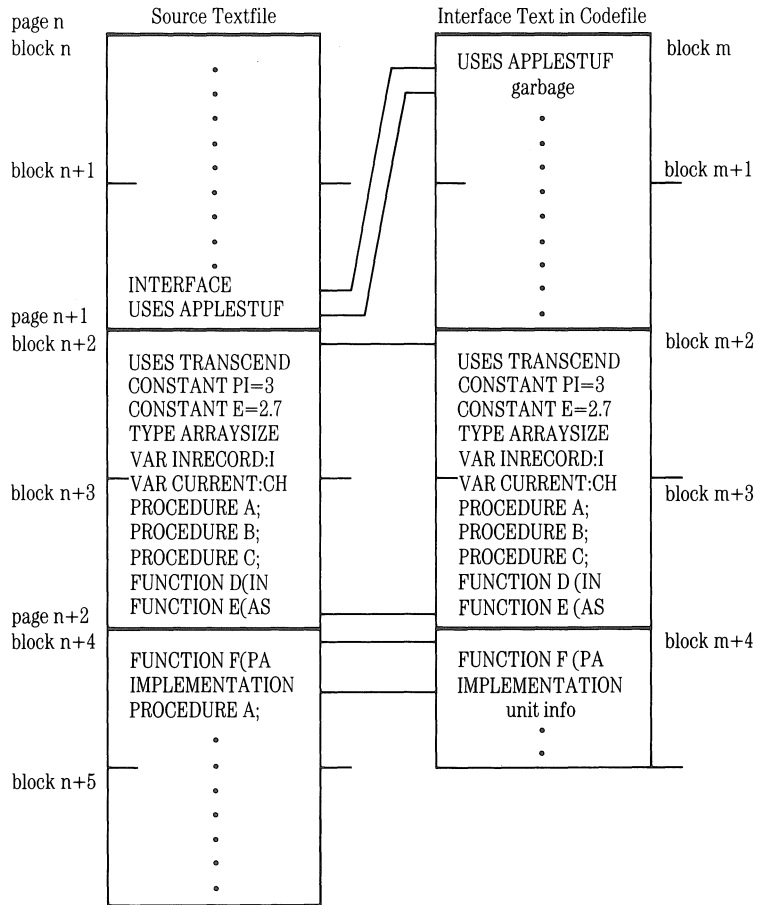 Source Textfile
Interface Text in Codefile
page n
block n
block m
USES APPLESTUF
garbage
block n+1
block m+1
INTERFACE
USES APPLESTUF
page n+1
block n+2
block m+2
USES TRANSCEND
CONSTANT PI=3
CONSTANT E=2.7
TYPE ARRAYSIZE
VAR INRECORD:I
VAR CURRENT:CH
PROCEDURE A;
PROCEDURE B;
PROCEDURE C;
FUNCTION D(IN
FUNCTION E(AS
USES TRANSCEND
CONSTANT PI=3
CONSTANT E=2.7
TYPE ARRAYSIZE
VAR INRECORD:I
VAR CURRENT:CH
PROCEDURE A;
PROCEDURE B;
PROCEDURE C;
FUNCTION D (IN
FUNCTION E (AS
block n+3
block m+3
page n+2
block n+4
block m+4
FUNCTION F(PA
IMPLEMENTATION
PROCEDURE A;
FUNCTION F (PA
IMPLEMENTATION
unit info
block n+5